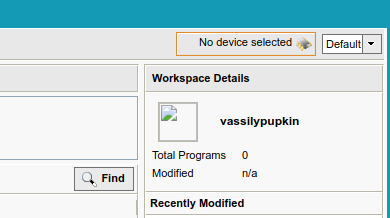 No device selected
Default
Workspace Details
vassilypupkin
Total Programs 0
Find
Modified n/a
Recently Modified